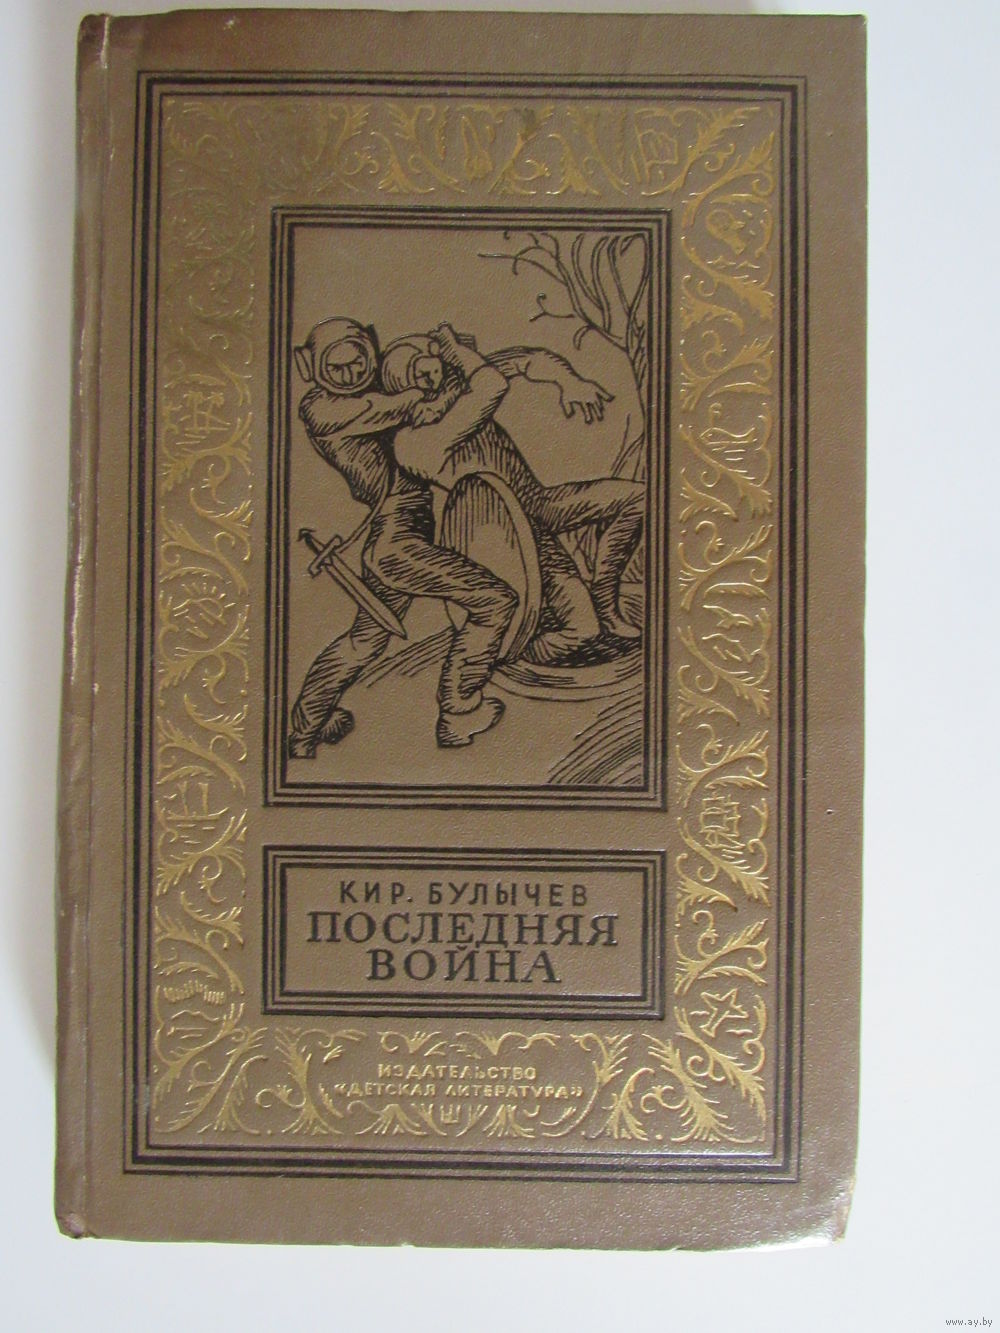 КИР. БУЛЫЧЕВ
ПОСЛЕДНЯЯ
ВОЙНА
ИЗДАТЕЛЬСТВО
«ДЕТСКАЯ ЛИТЕРАТУРА»
www.ay.by